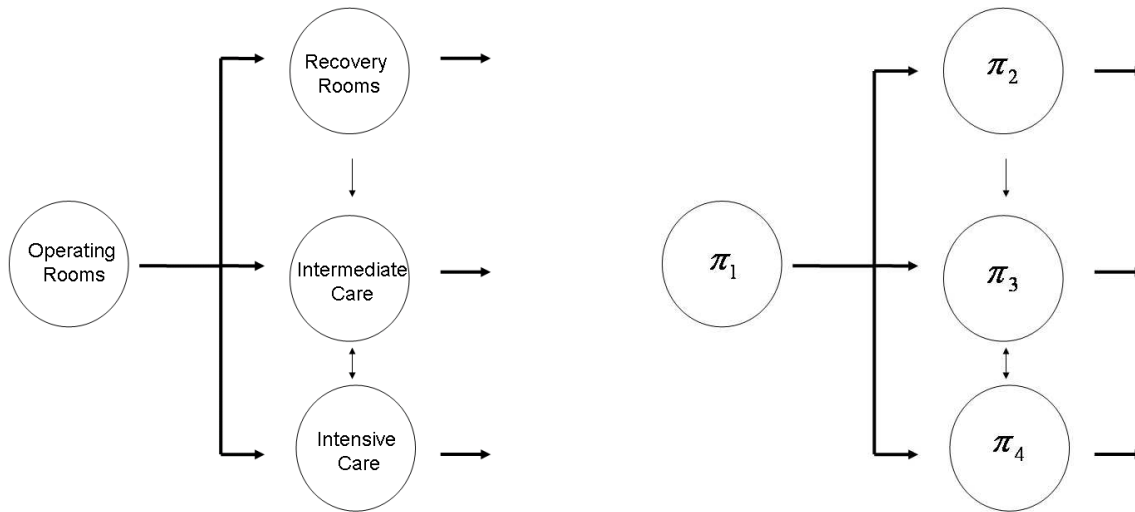 Recovery
Rooms
Operating
Rooms
Intermediate
Care
Intensive
Care
π₂
π₁
π₃
π₄